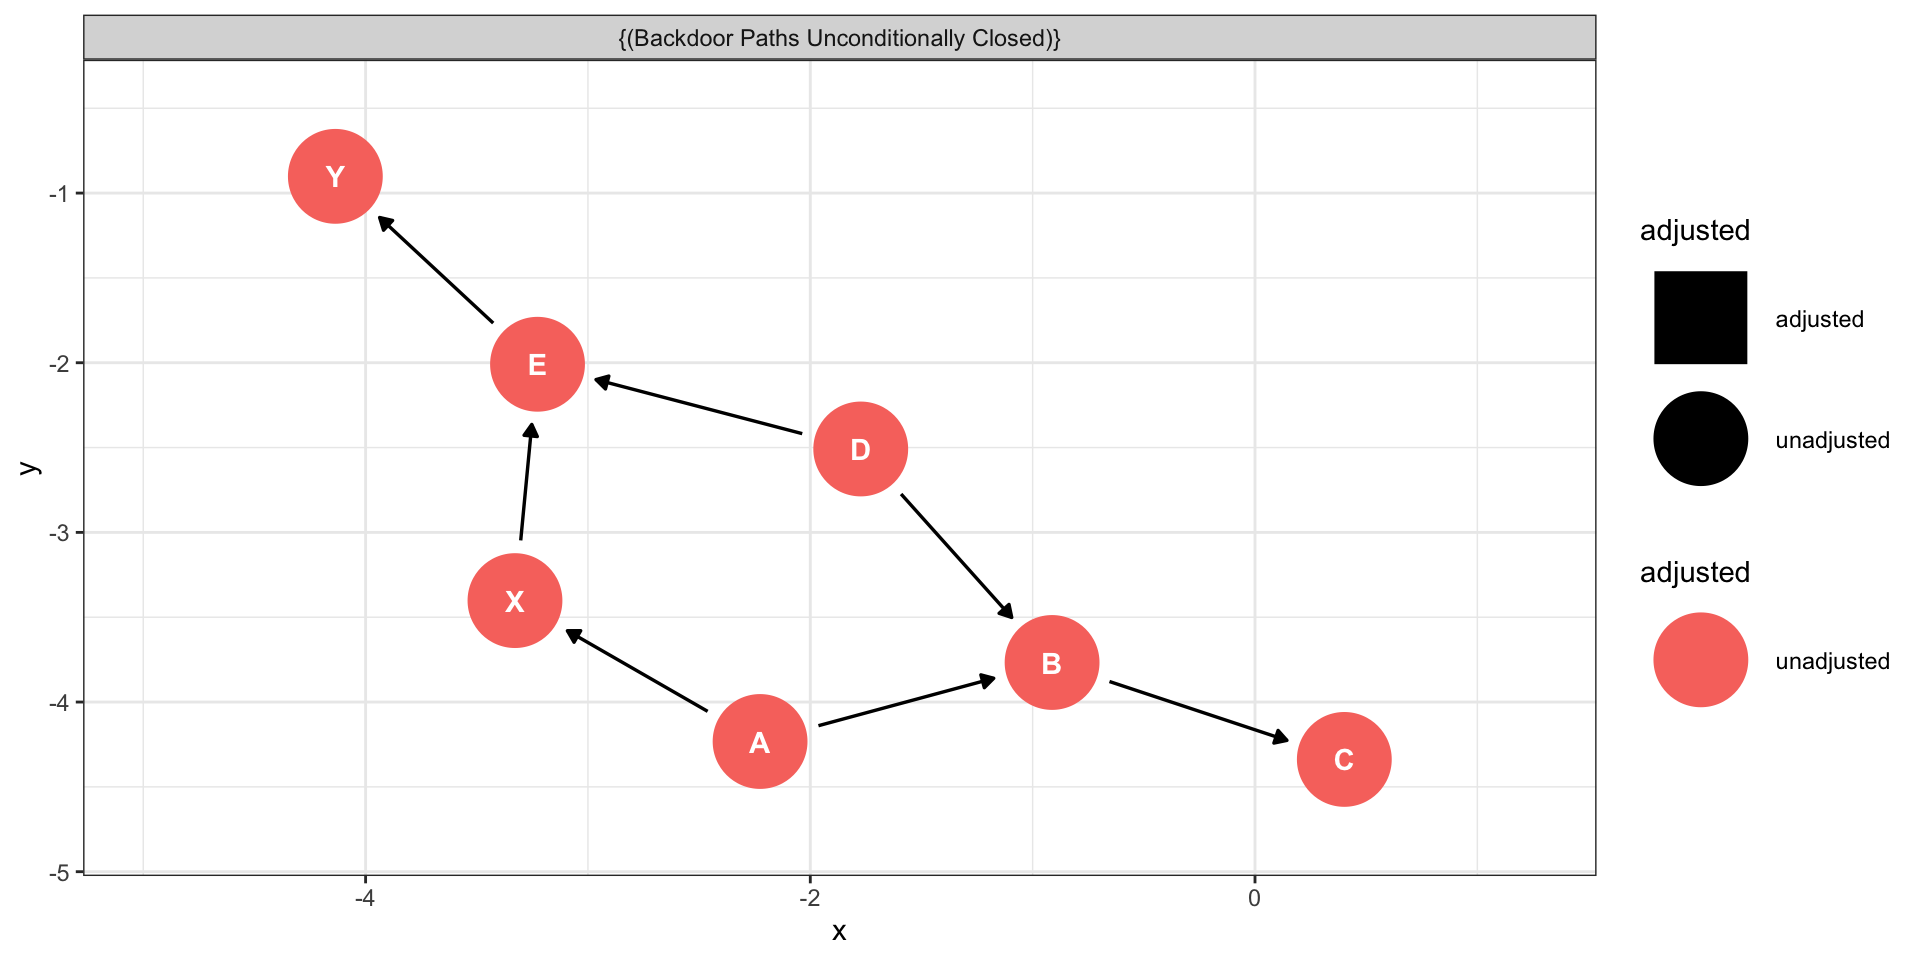 {(Backdoor Paths Unconditionally Closed)}
Y
E
D
X
B
A
C
-1
-2
-3
-4
-5
y
-4
-2
0
x
adjusted
adjusted
unadjusted
adjusted
unadjusted